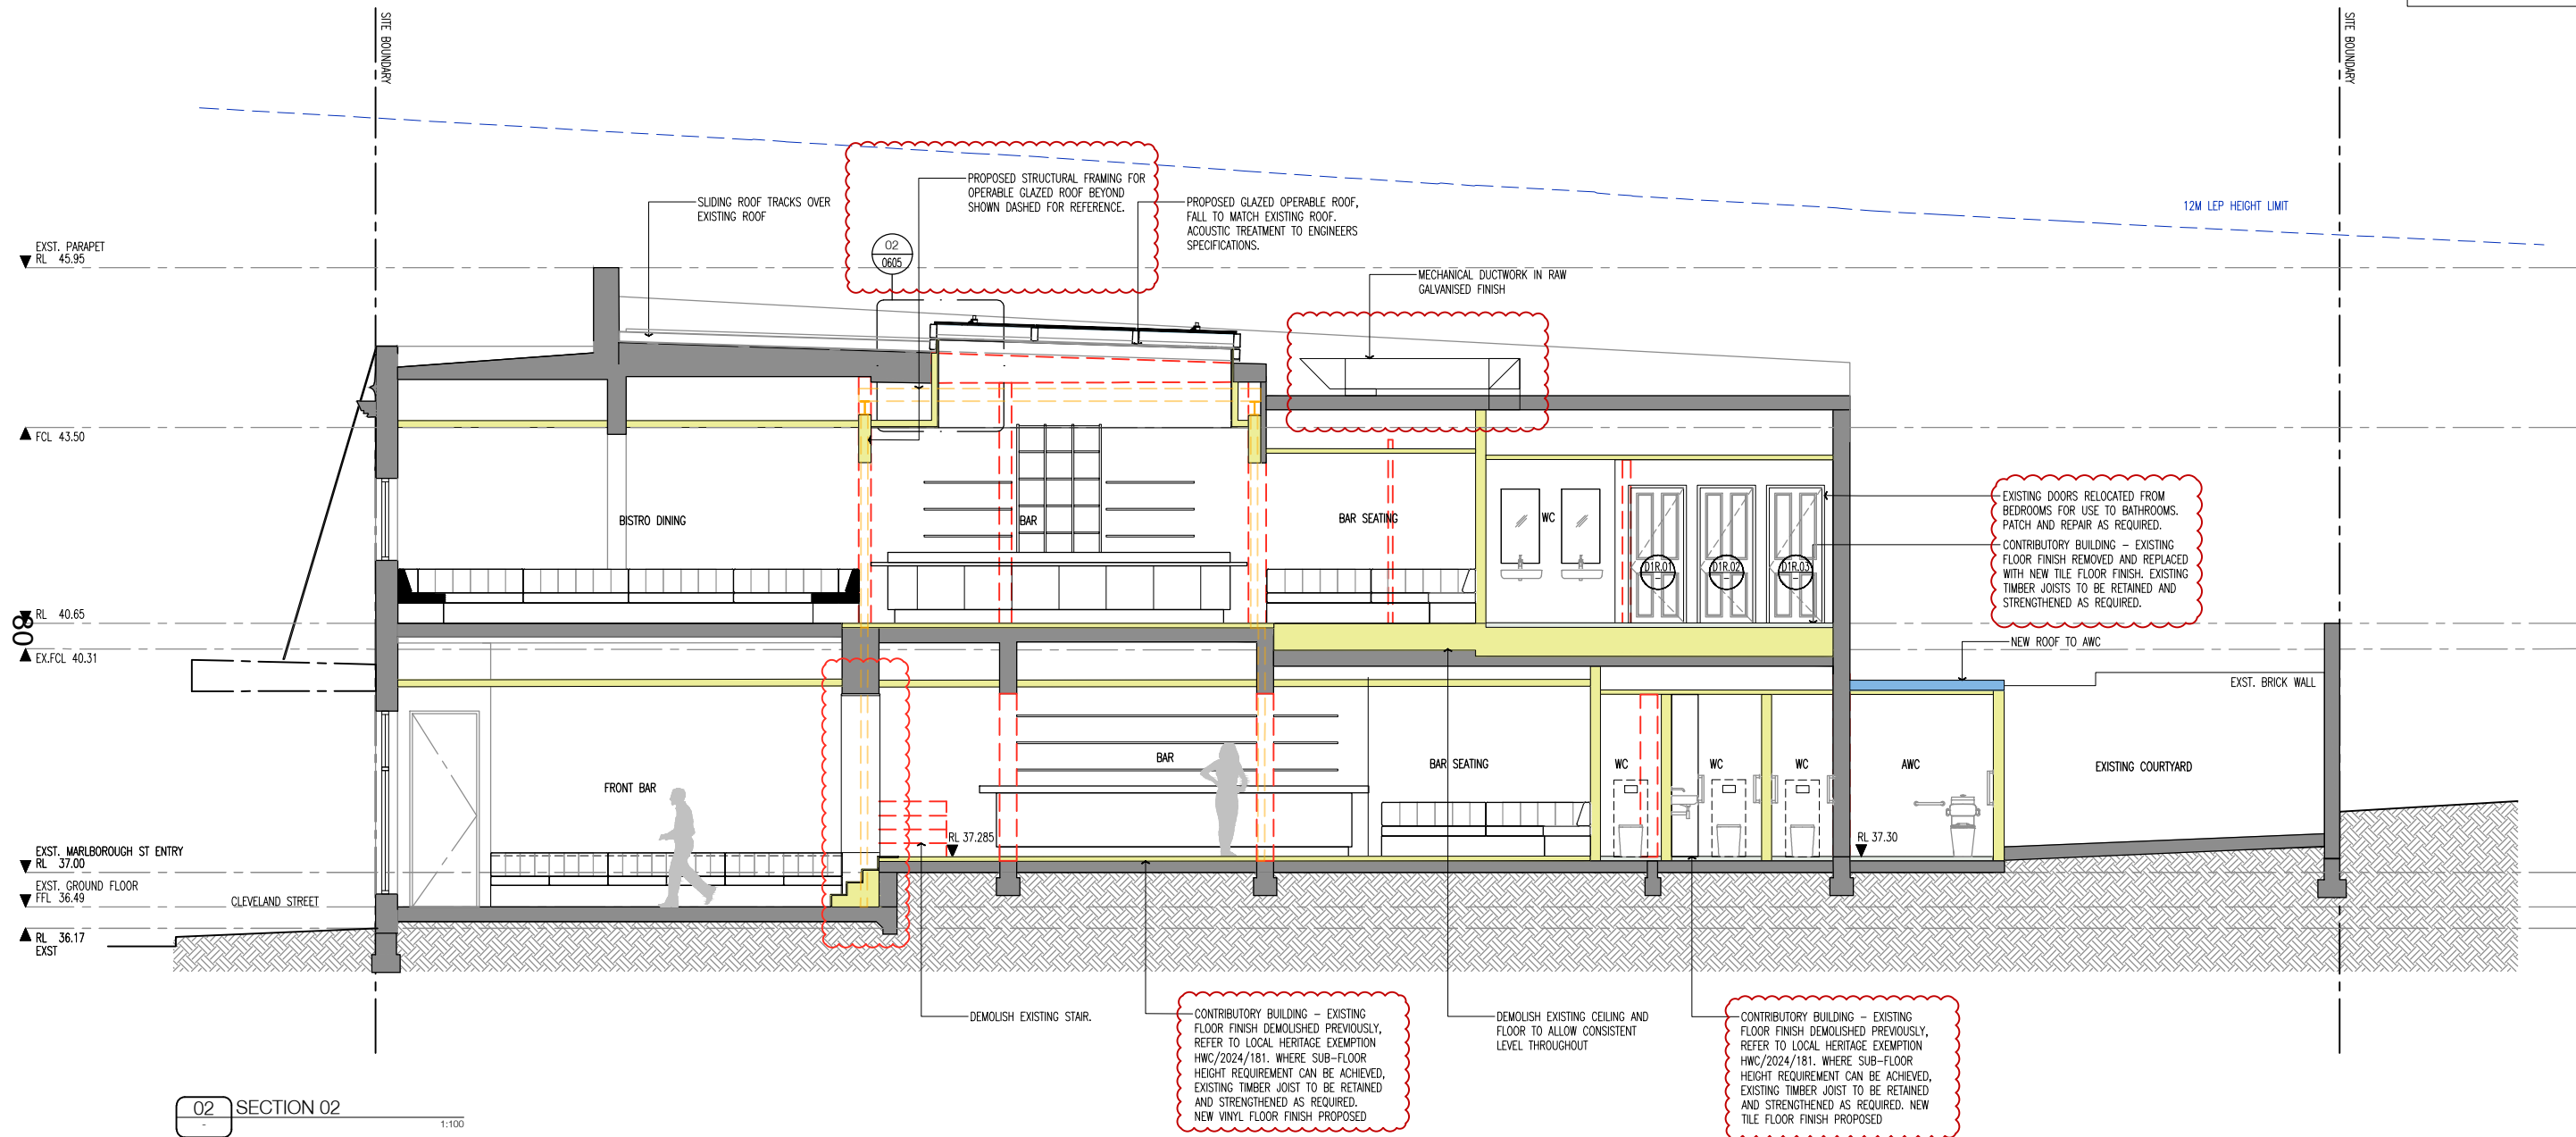 SITE BOUNDARY
SITE BOUNDARY
12M LEP HEIGHT LIMIT
PROPOSED STRUCTURAL FRAMING FOR
OPERABLE GLAZED ROOF BEYOND
SHOWN DASHED FOR REFERENCE.
SLIDING ROOF TRACKS OVER
EXISTING ROOF
PROPOSED GLAZED OPERABLE ROOF,
FALL TO MATCH EXISTING ROOF.
ACOUSTIC TREATMENT TO ENGINEERS
SPECIFICATIONS.
02
0605
MECHANICAL DUCTWORK IN RAW
GALVANISED FINISH
EXST. PARAPET
RL 45.95
FCL 43.50
RL 40.65
80
EX.FCL 40.31
BISTRO DINING
BAR
BAR SEATING
WC
D1R.01
-
D1R.02
-
D1R.03
-
EXISTING DOORS RELOCATED FROM
BEDROOMS FOR USE TO BATHROOMS.
PATCH AND REPAIR AS REQUIRED.
CONTRIBUTORY BUILDING - EXISTING
FLOOR FINISH REMOVED AND REPLACED
WITH NEW TILE FLOOR FINISH. EXISTING
TIMBER JOISTS TO BE RETAINED AND
STRENGTHENED AS REQUIRED.
NEW ROOF TO AWC
EXST. BRICK WALL
FRONT BAR
BAR
BAR SEATING
WC
WC
WC
AWC
EXISTING COURTYARD
RL 37.285
RL 37.30
EXST. MARLBOROUGH ST ENTRY
RL 37.00
EXST. GROUND FLOOR
FFL 36.49
CLEVELAND STREET
RL 36.17
EXST
DEMOLISH EXISTING STAIR.
CONTRIBUTORY BUILDING - EXISTING
FLOOR FINISH DEMOLISHED PREVIOUSLY,
REFER TO LOCAL HERITAGE EXEMPTION
HWC/2024/181. WHERE SUB-FLOOR
HEIGHT REQUIREMENT CAN BE ACHIEVED,
EXISTING TIMBER JOIST TO BE RETAINED
AND STRENGTHENED AS REQUIRED.
NEW VINYL FLOOR FINISH PROPOSED
DEMOLISH EXISTING CEILING AND
FLOOR TO ALLOW CONSISTENT
LEVEL THROUGHOUT
CONTRIBUTORY BUILDING - EXISTING
FLOOR FINISH DEMOLISHED PREVIOUSLY,
REFER TO LOCAL HERITAGE EXEMPTION
HWC/2024/181. WHERE SUB-FLOOR
HEIGHT REQUIREMENT CAN BE ACHIEVED,
EXISTING TIMBER JOIST TO BE RETAINED
AND STRENGTHENED AS REQUIRED. NEW
TILE FLOOR FINISH PROPOSED
02
-
SECTION 02
1:100